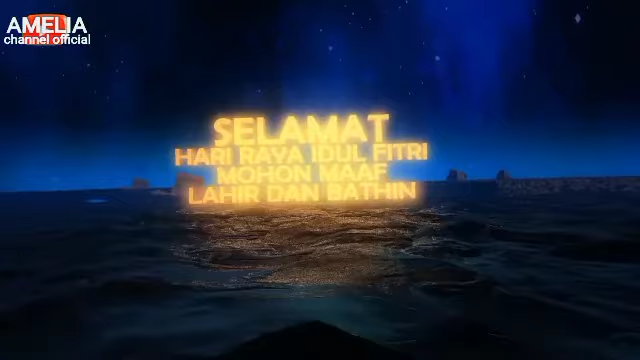 AMELIA
channel official
SELAMAT
HARI RAYA IDUL FITRI
MOHON MAAF
LAHIR DAN BATHIN